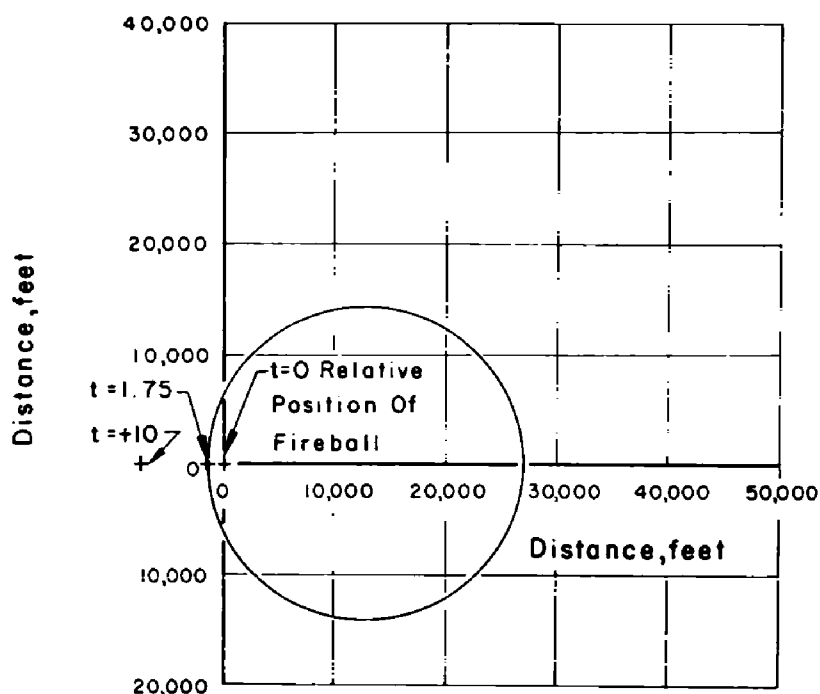 40,000
30,000
20,000
10,000
t=0 Relative
Position Of
Fireball
t=1.75
t=+10
0
0
10,000
20,000
30,000
40,000
50,000
Distance,feet
10,000
20,000
Distance,feet